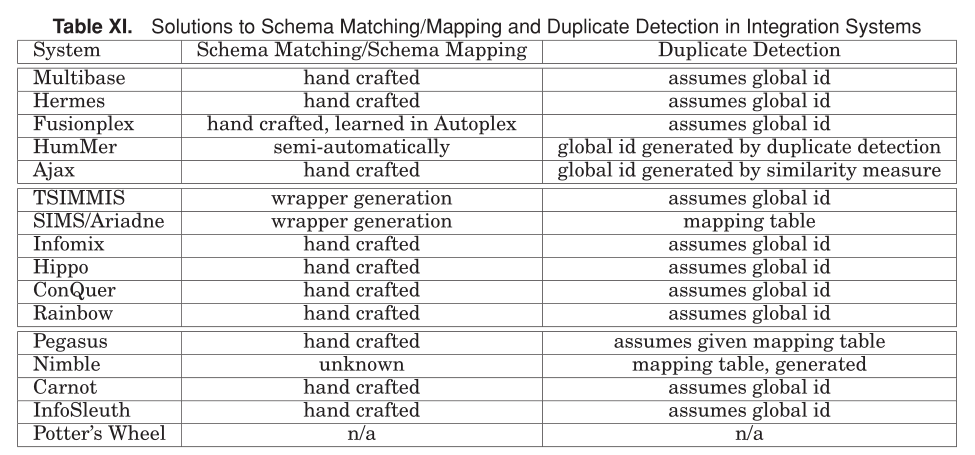 Table XI. Solutions to Schema Matching/Mapping and Duplicate Detection in Integration Systems
System Schema Matching/Schema Mapping Duplicate Detection
Multibase hand crafted assumes global id
Hermes hand crafted assumes global id
Fusionplex hand crafted, learned in Autoplex assumes global id
HumMer semi-automatically global id generated by duplicate detection
Ajax hand crafted global id generated by similarity measure
TSIMMIS wrapper generation assumes global id
SIMS/Ariadne wrapper generation mapping table
Infomix hand crafted assumes global id
Hippo hand crafted assumes global id
ConQuer hand crafted assumes global id
Rainbow hand crafted assumes global id
Pegasus hand crafted assumes given mapping table
Nimble unknown mapping table, generated
Carnot hand crafted assumes global id
InfoSleuth hand crafted assumes global id
Potter's Wheel n/a n/a